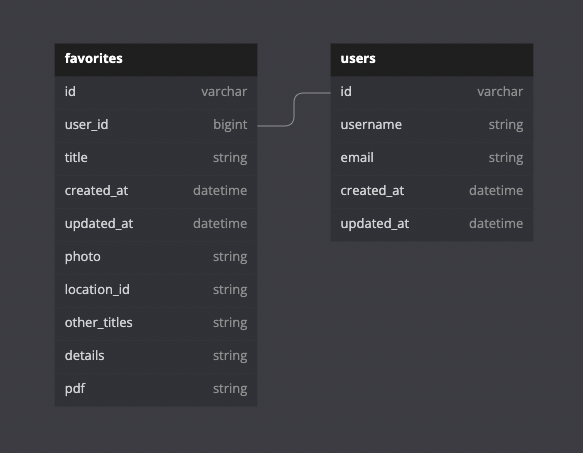 favorites
id varchar
user_id bigint
title string
created_at datetime
updated_at datetime
photo string
location_id string
other_titles string
details string
pdf string
users
id varchar
username string
email string
created_at datetime
updated_at datetime